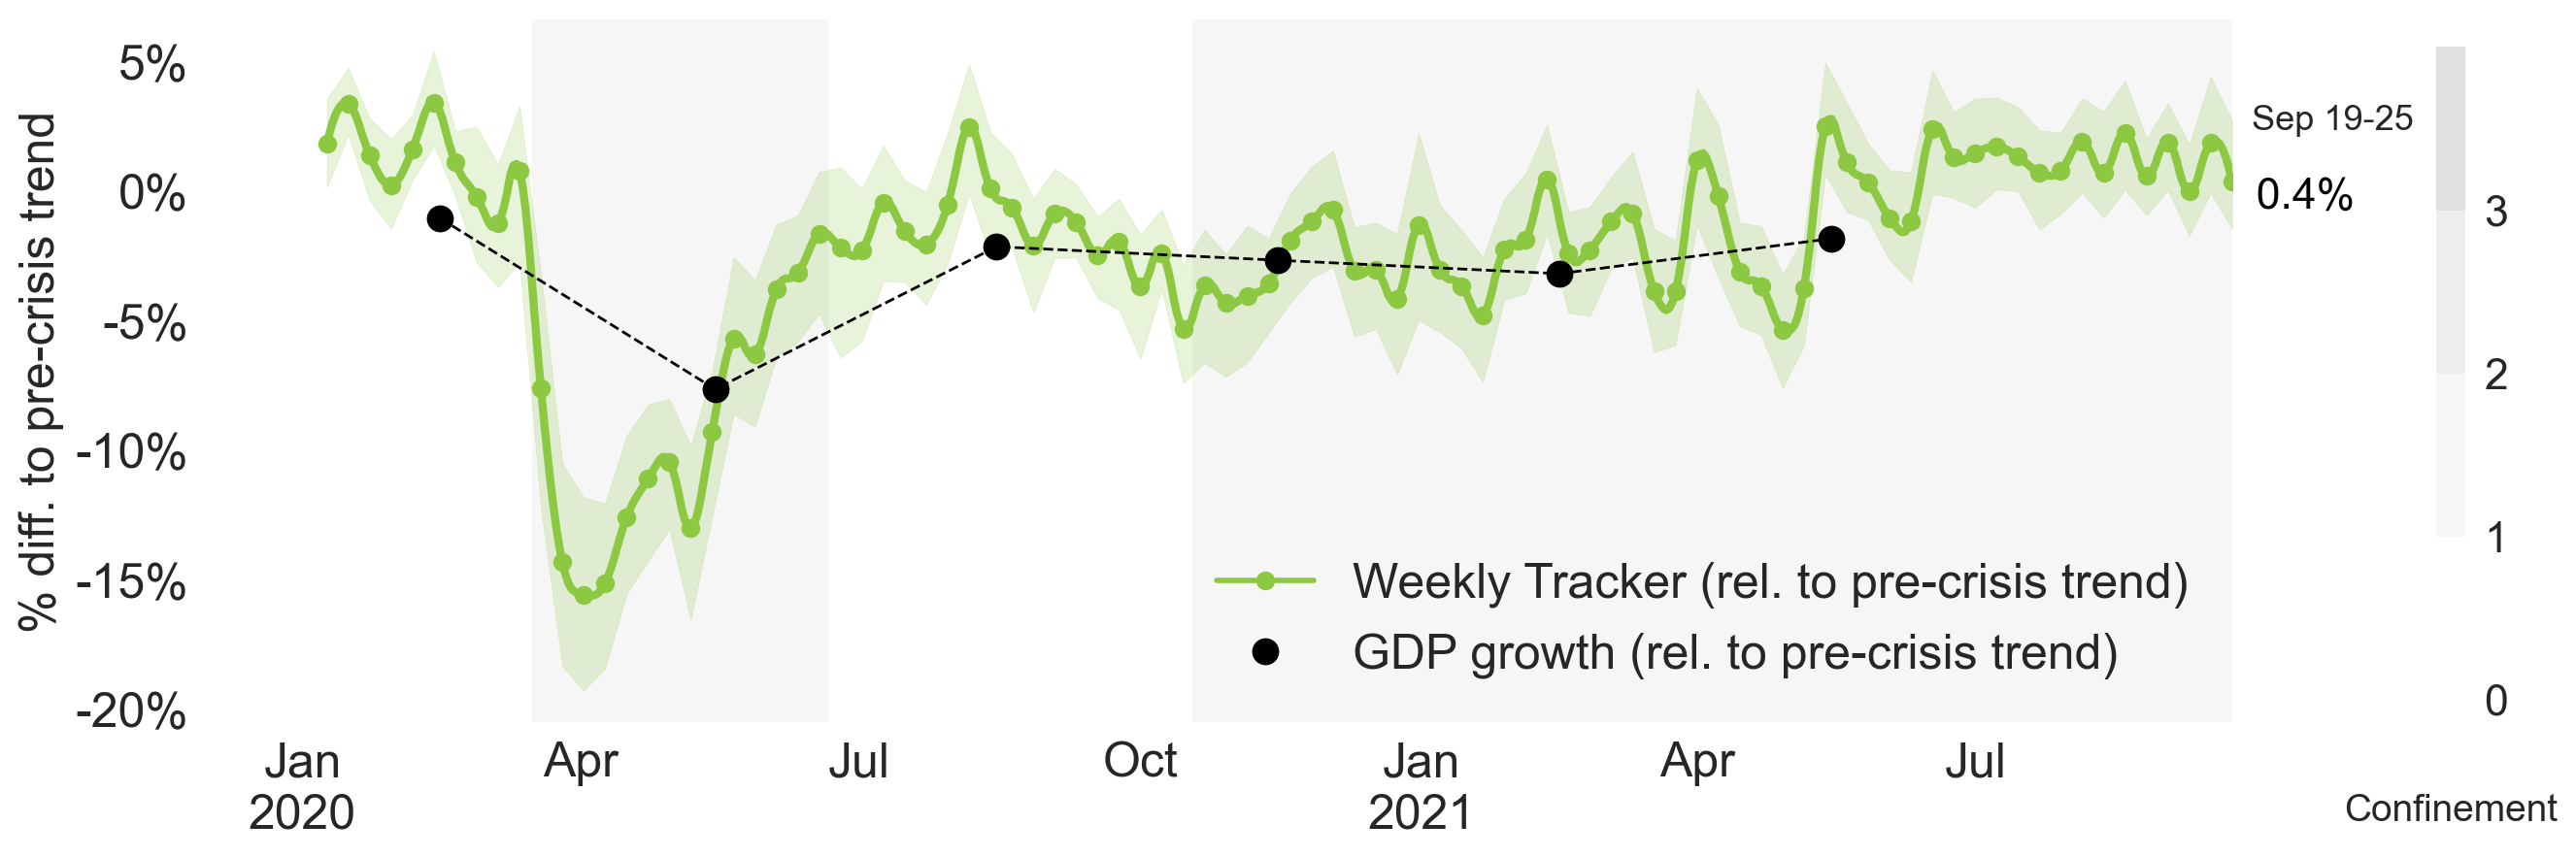 % diff. to pre-crisis trend
5%
0%
-5%
-10%
-15%
-20%
Jan
2020
Apr
Jul
Oct
Jan
2021
Apr
Jul
Weekly Tracker (rel. to pre-crisis trend)
GDP growth (rel. to pre-crisis trend)
Sep 19-25
0.4%
3
2
1
0
Confinement